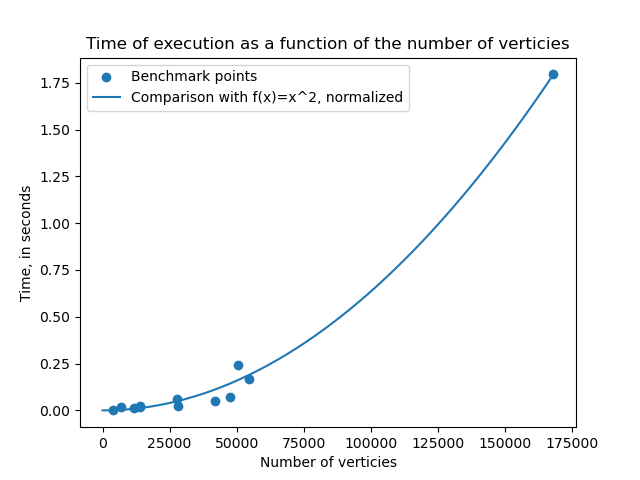 Time of execution as a function of the number of verticies
Benchmark points
Comparison with f(x)=x^2, normalized
1.75
1.50
1.25
1.00
0.75
0.50
0.25
0.00
Time, in seconds
0 25000 50000 75000 100000 125000 150000 175000
Number of verticies